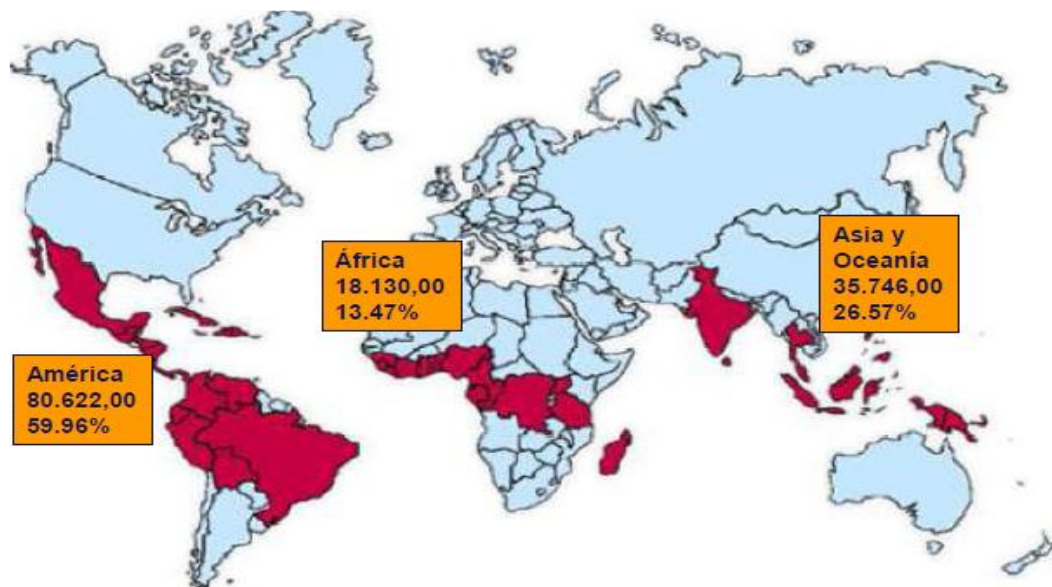 América
80.622,00
59.96%
África
18.130,00
13.47%
Asia y
Oceanía
35.746,00
26.57%